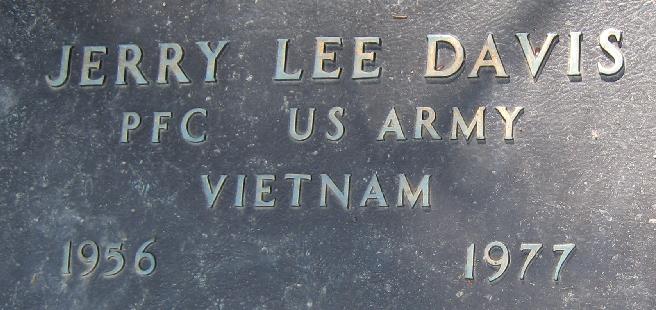 JERRY LEE DAVIS
PFC US ARMY
VIETNAM
1956 1977